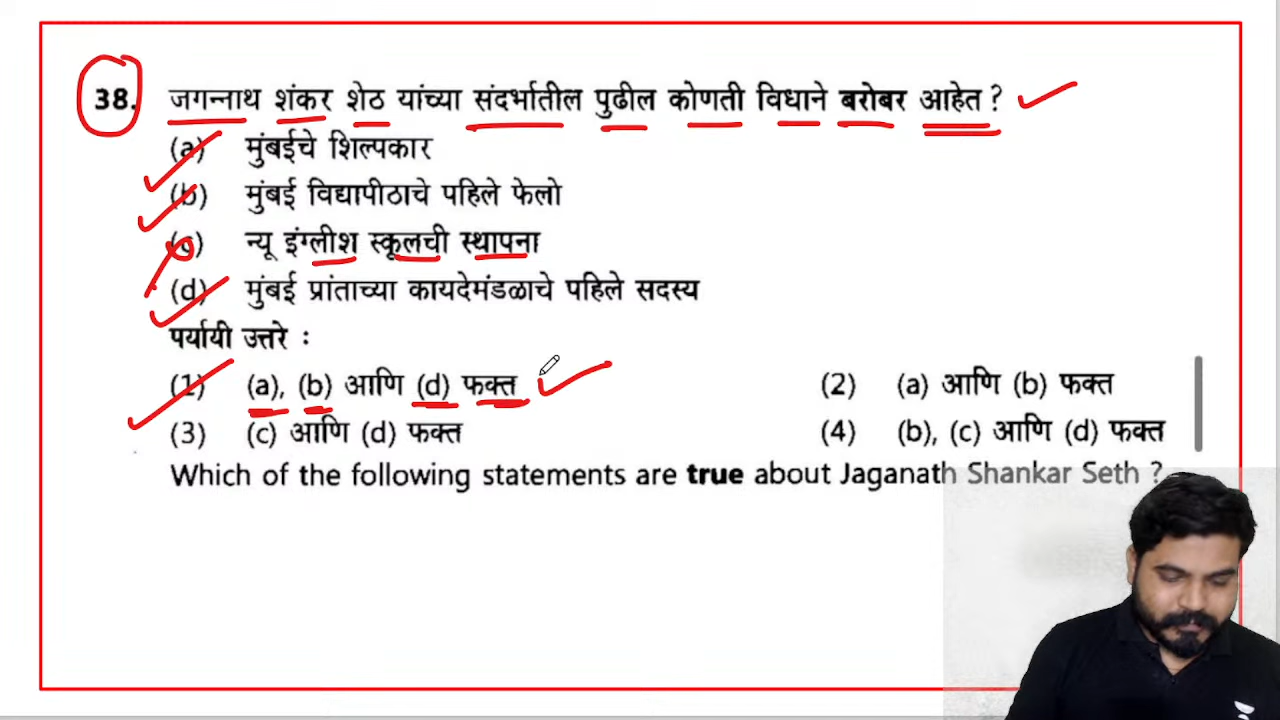 38. जगन्नाथ शंकर शेठ यांच्या संदर्भातील पुढील कोणती विधाने बरोबर आहेत ?
(a) मुंबईचे शिल्पकार
(b) मुंबई विद्यापीठाचे पहिले फेलो
(c) न्यू इंग्लीश स्कूलची स्थापना
(d) मुंबई प्रांताच्या कायदेमंडळाचे पहिले सदस्य
पर्यायी उत्तरे :
(1) (a), (b) आणि (d) फक्त (2) (a) आणि (b) फक्त
(3) (c) आणि (d) फक्त (4) (b), (c) आणि (d) फक्त
Which of the following statements are true about Jaganath Shankar Seth ?